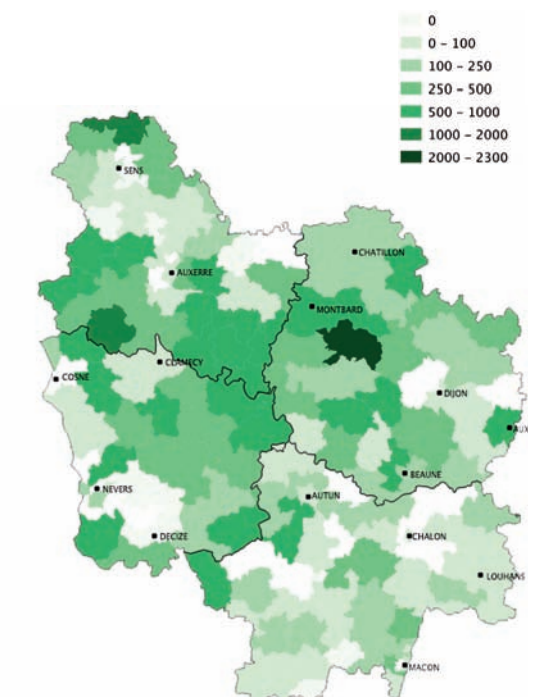 0
0 – 100
100 – 250
250 – 500
500 – 1000
1000 – 2000
2000 – 2300
SENS
CHATILLON
AUXERRE
MONTBARD
CLAMECY
COSNE
DIJON
AUX
BEAUNE
NEVERS
AUTUN
DECIZE
CHALON
LOUHANS
MACON